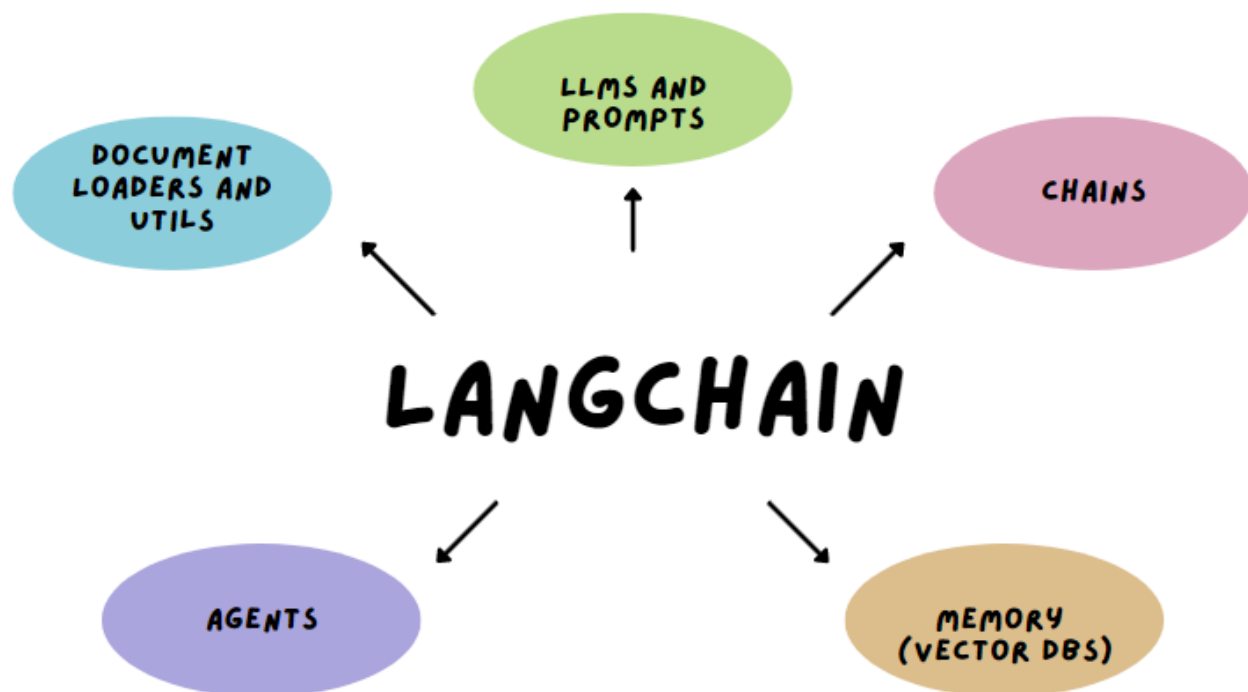 LLMS AND
PROMPTS
DOCUMENT
LOADERS AND
UTILS
CHAINS
LANGCHAIN
AGENTS
MEMORY
(VECTOR DBS)